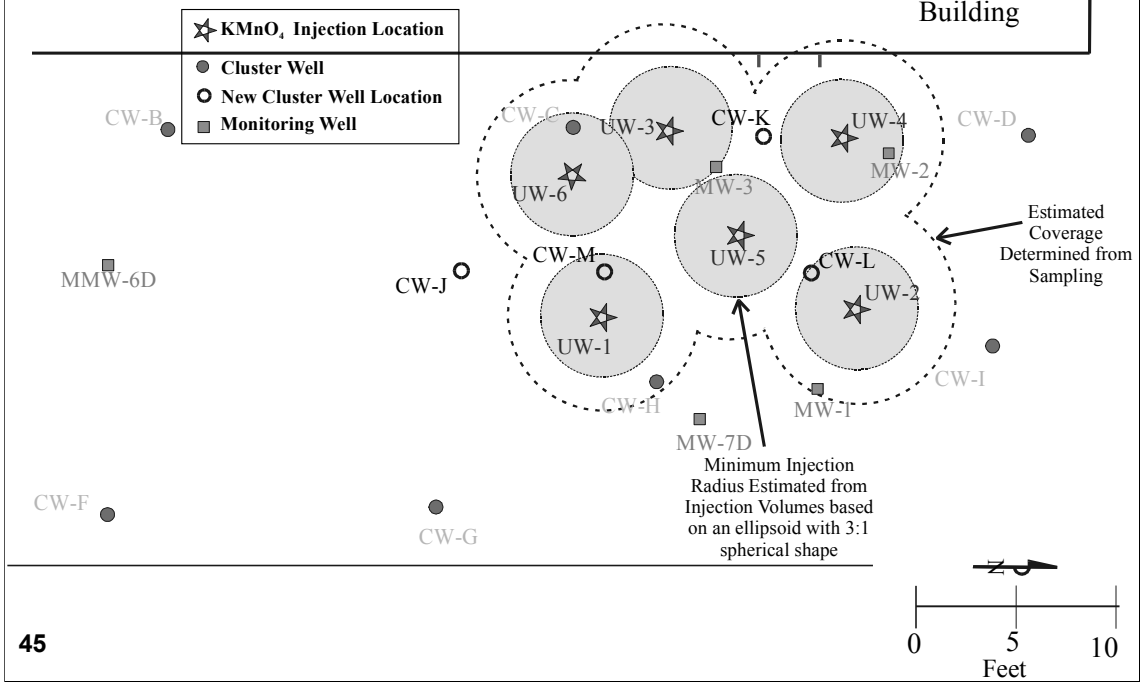 Building
KMnO₄ Injection Location
Cluster Well
New Cluster Well Location
Monitoring Well
CW-B
CW-C
UW-3
CW-K
UW-4
CW-D
MW-2
MW-3
UW-6
Estimated
Coverage
Determined from
Sampling
CW-M
UW-5
CW-L
MMW-6D
CW-J
UW-2
UW-1
CW-I
CW-H
MW-1
MW-7D
Minimum Injection
Radius Estimated from
Injection Volumes based
on an ellipsoid with 3:1
spherical shape
CW-F
CW-G
N
45
0 5 10
Feet